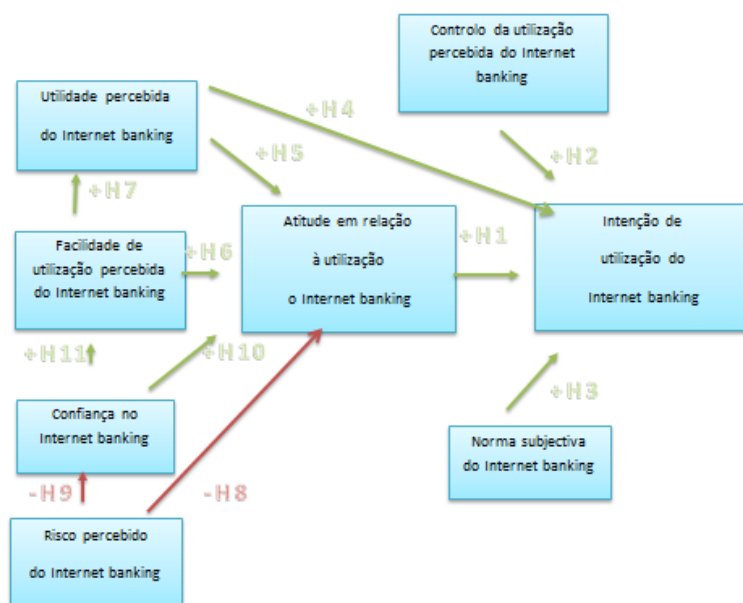 Controlo da utilização
percebida do Internet
banking
Utilidade percebida
do Internet banking
+H4
+H5
+H2
+H7
Facilidade de
utilização percebida
do Internet banking
+H6
Atitude em relação
à utilização
o Internet banking
+H1
Intenção de
utilização do
Internet banking
+H11
+H10
Confiança no
Internet banking
+H3
Norma subjectiva
do Internet banking
-H9
-H8
Risco percebido
do Internet banking